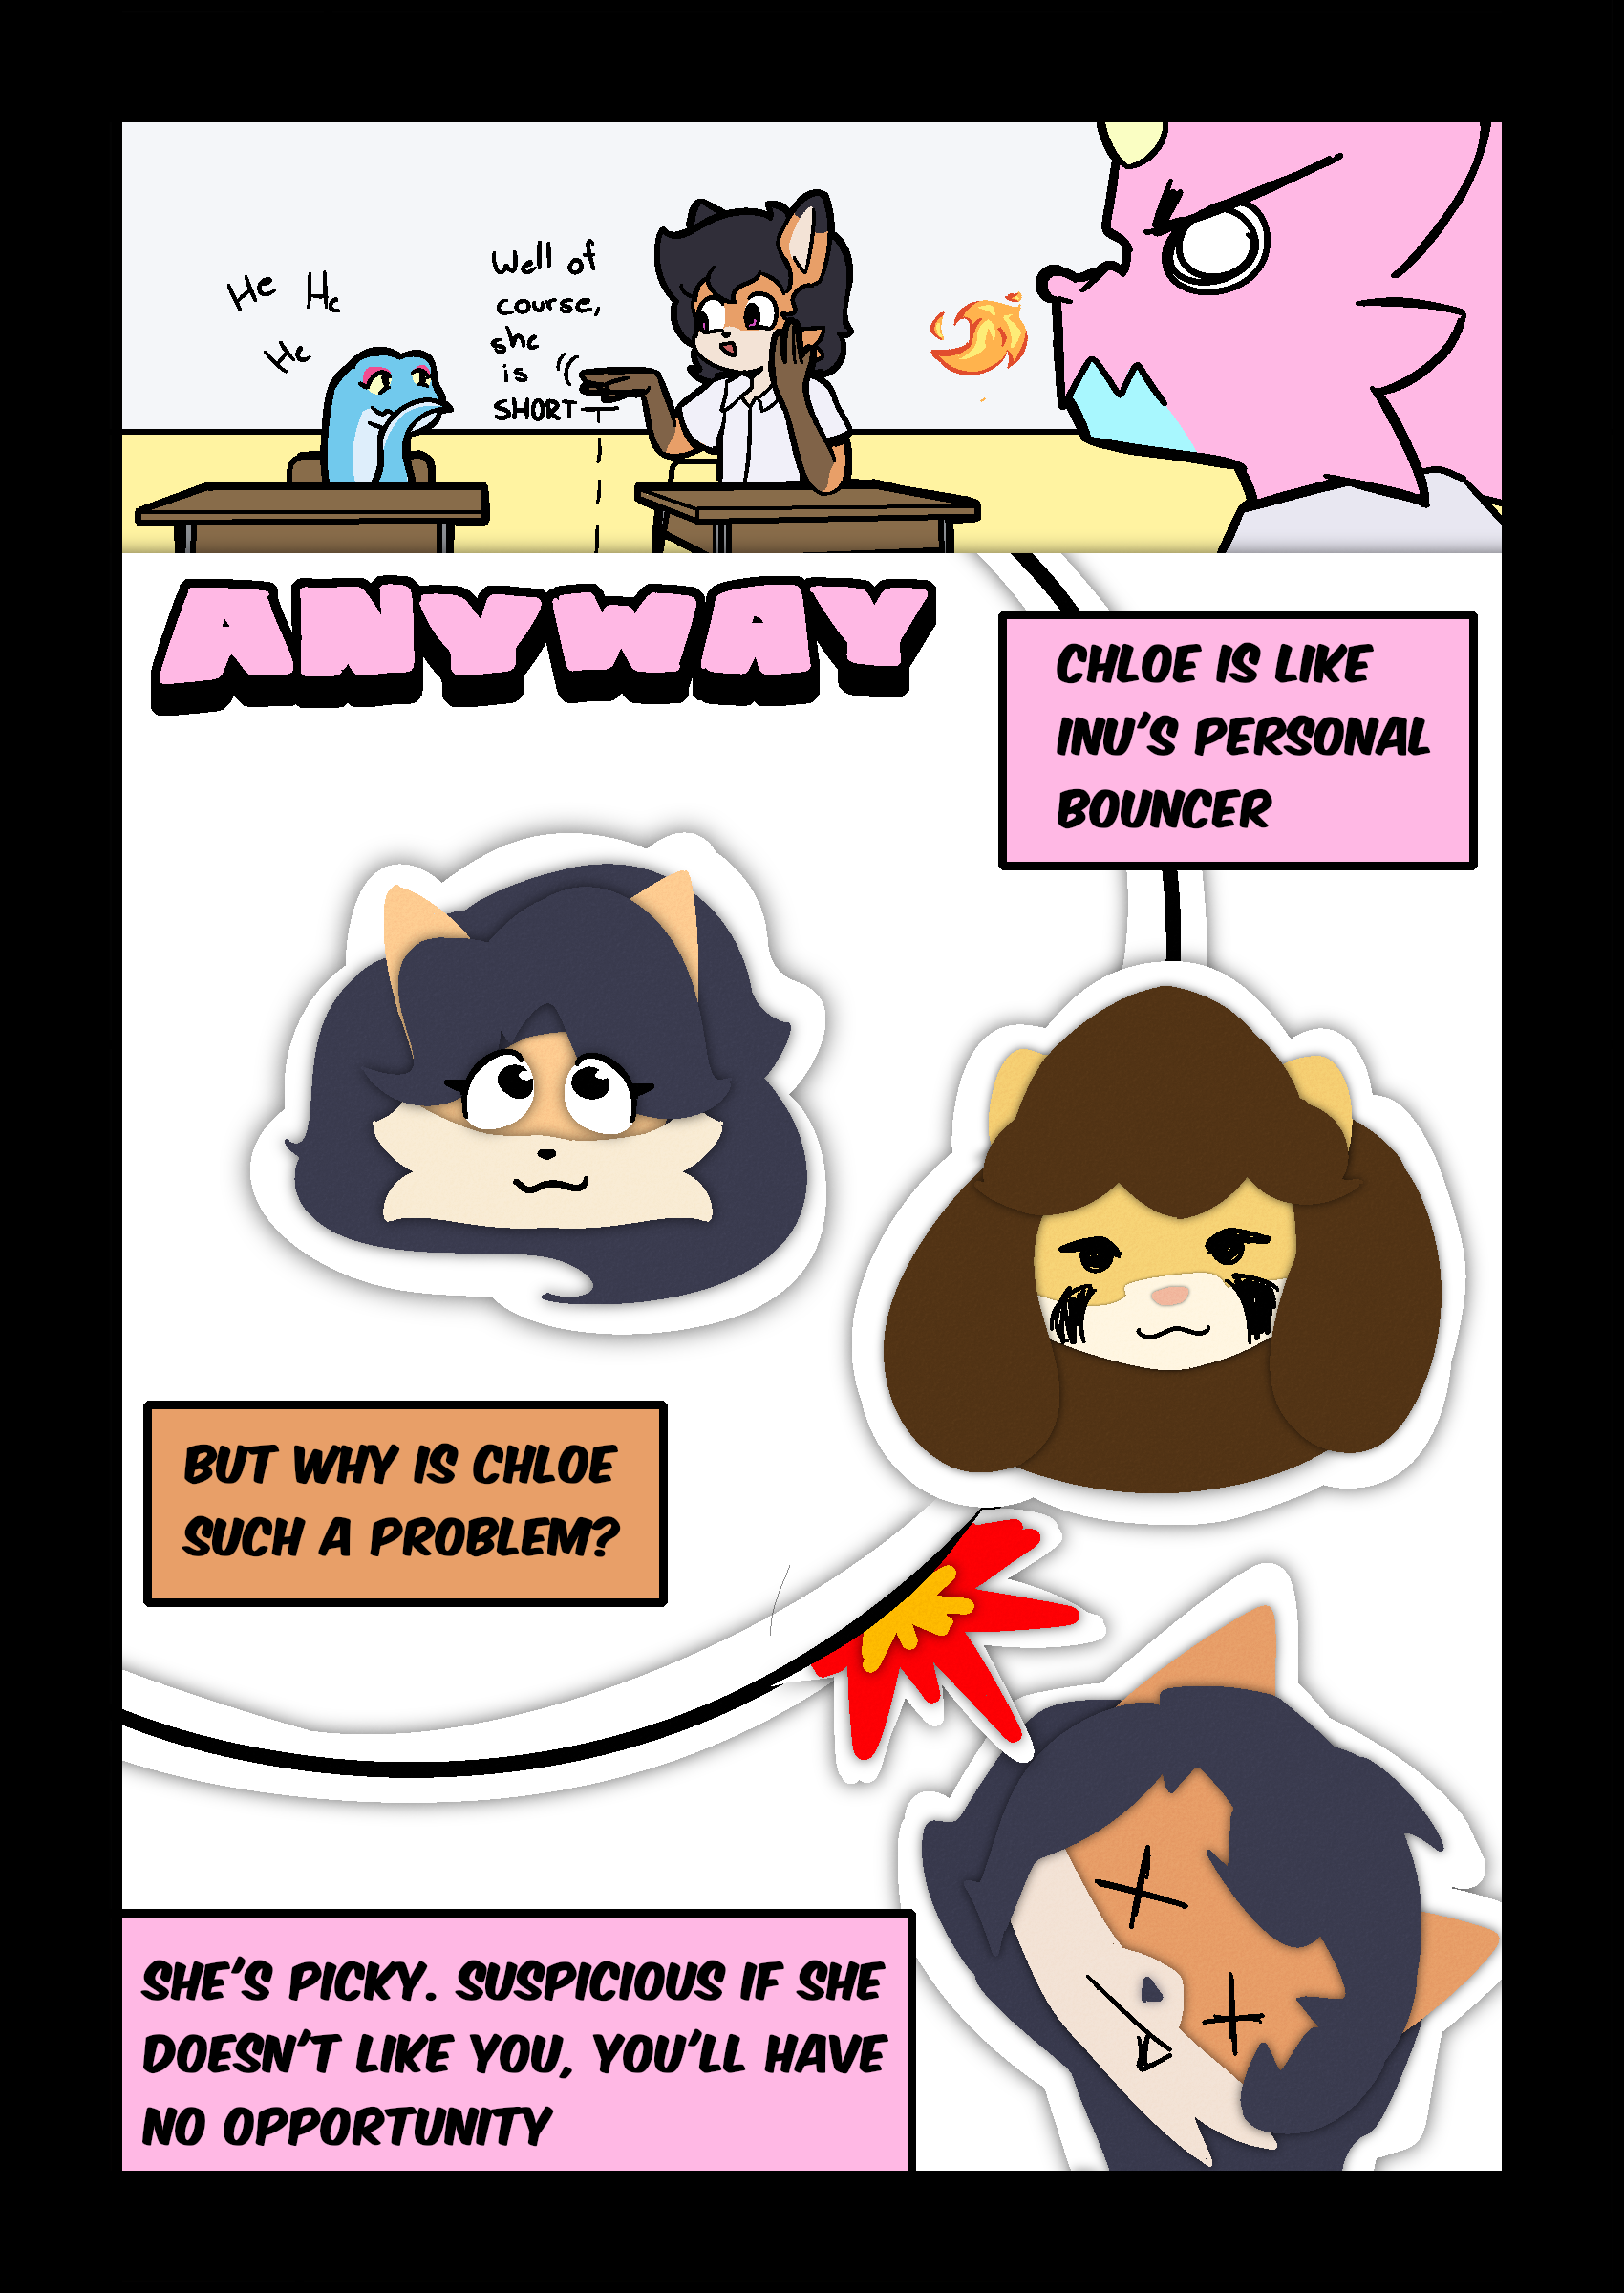 He He
He
Well of
course,
she
is
SHORT
ANYWAY
CHLOE IS LIKE
INU'S PERSONAL
BOUNCER
BUT WHY IS CHLOE
SUCH A PROBLEM?
SHE'S PICKY. SUSPICIOUS IF SHE
DOESN'T LIKE YOU, YOU'LL HAVE
NO OPPORTUNITY